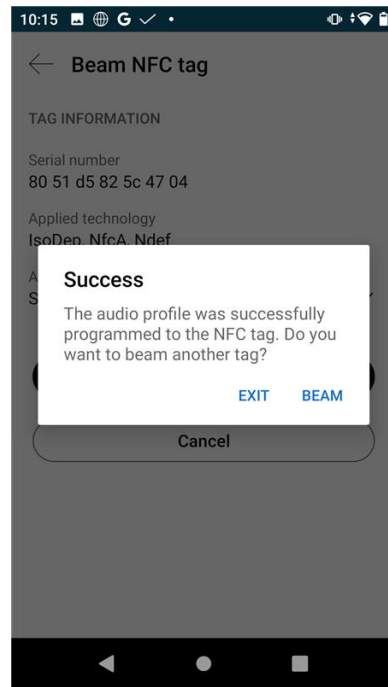 10:15 G
Beam NFC tag
TAG INFORMATION
Serial number
80 51 d5 82 5c 47 04
Applied technology
IsoDep, NfcA, Ndef
A
S
Success
The audio profile was successfully
programmed to the NFC tag. Do you
want to beam another tag?
EXIT BEAM
Cancel